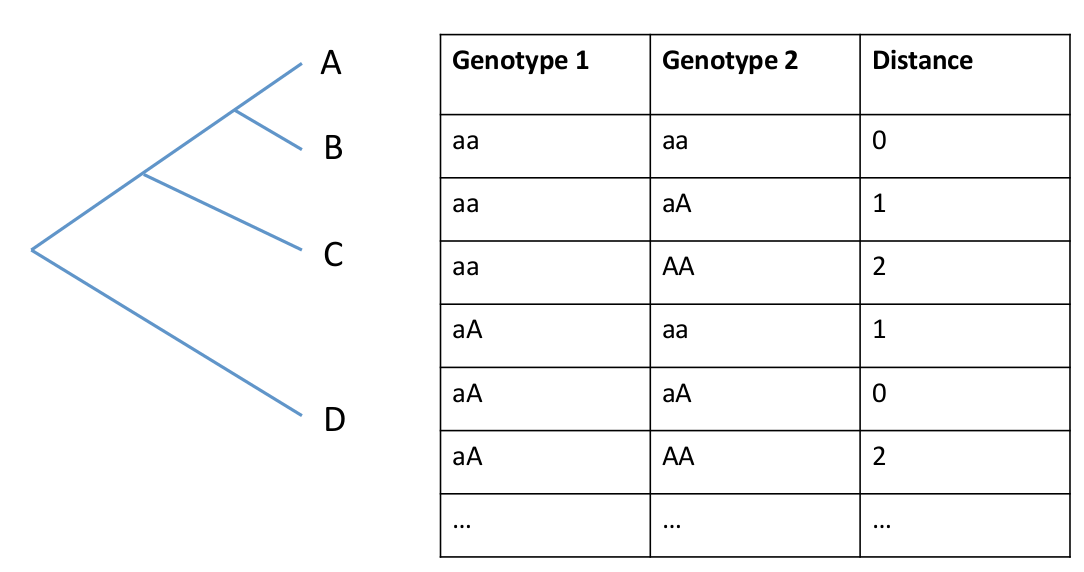 A
B
C
D
Genotype 1 Genotype 2 Distance
aa aa 0
aa aA 1
aa AA 2
aA aa 1
aA aA 0
aA AA 2
... ... ...